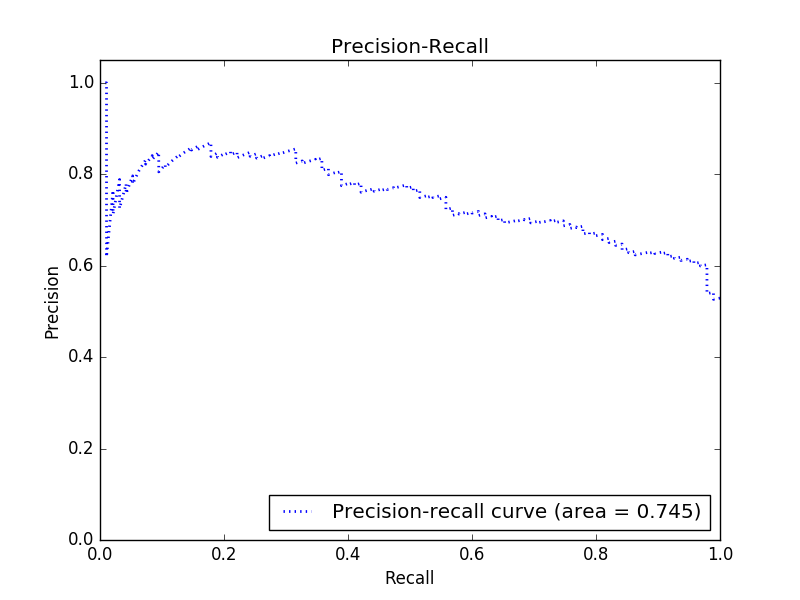 Precision-Recall
1.0
0.8
0.6
0.4
0.2
0.0
Precision
Precision-recall curve (area = 0.745)
0.0 0.2 0.4 0.6 0.8 1.0
Recall